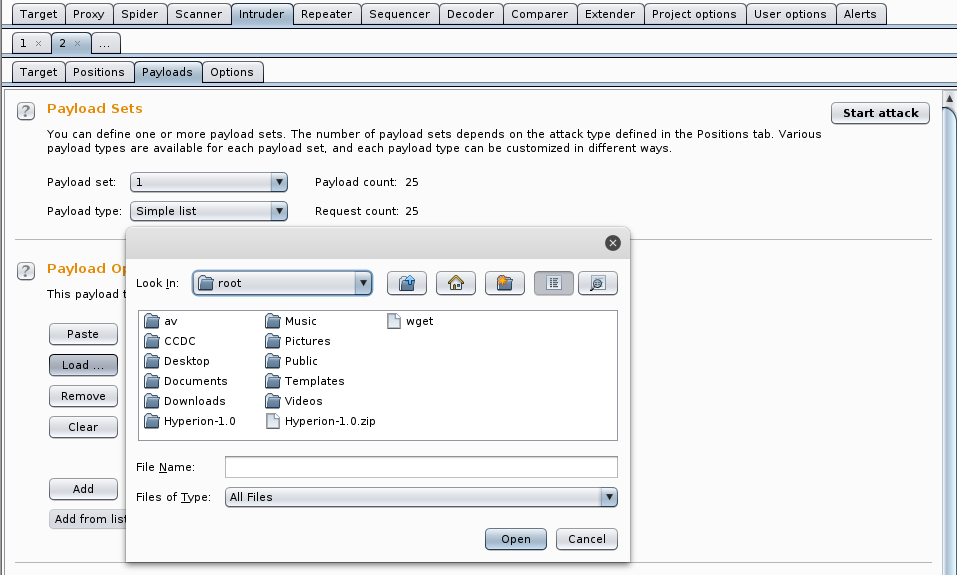 Target Proxy Spider Scanner Intruder Repeater Sequencer Decoder Comparer Extender Project options User options Alerts
1 × 2 × ...
Target Positions Payloads Options
? Payload Sets
Start attack
You can define one or more payload sets. The number of payload sets depends on the attack type defined in the Positions tab. Various
payload types are available for each payload set, and each payload type can be customized in different ways.
Payload set: 1 Payload count: 25
Payload type: Simple list Request count: 25
? Payload Op
This payload t
Paste
Load ...
Remove
Clear
Add
Add from list
Look In: root
av Music wget
CCDC Pictures
Desktop Public
Documents Templates
Downloads Videos
Hyperion-1.0 Hyperion-1.0.zip
File Name:
Files of Type: All Files
Open Cancel